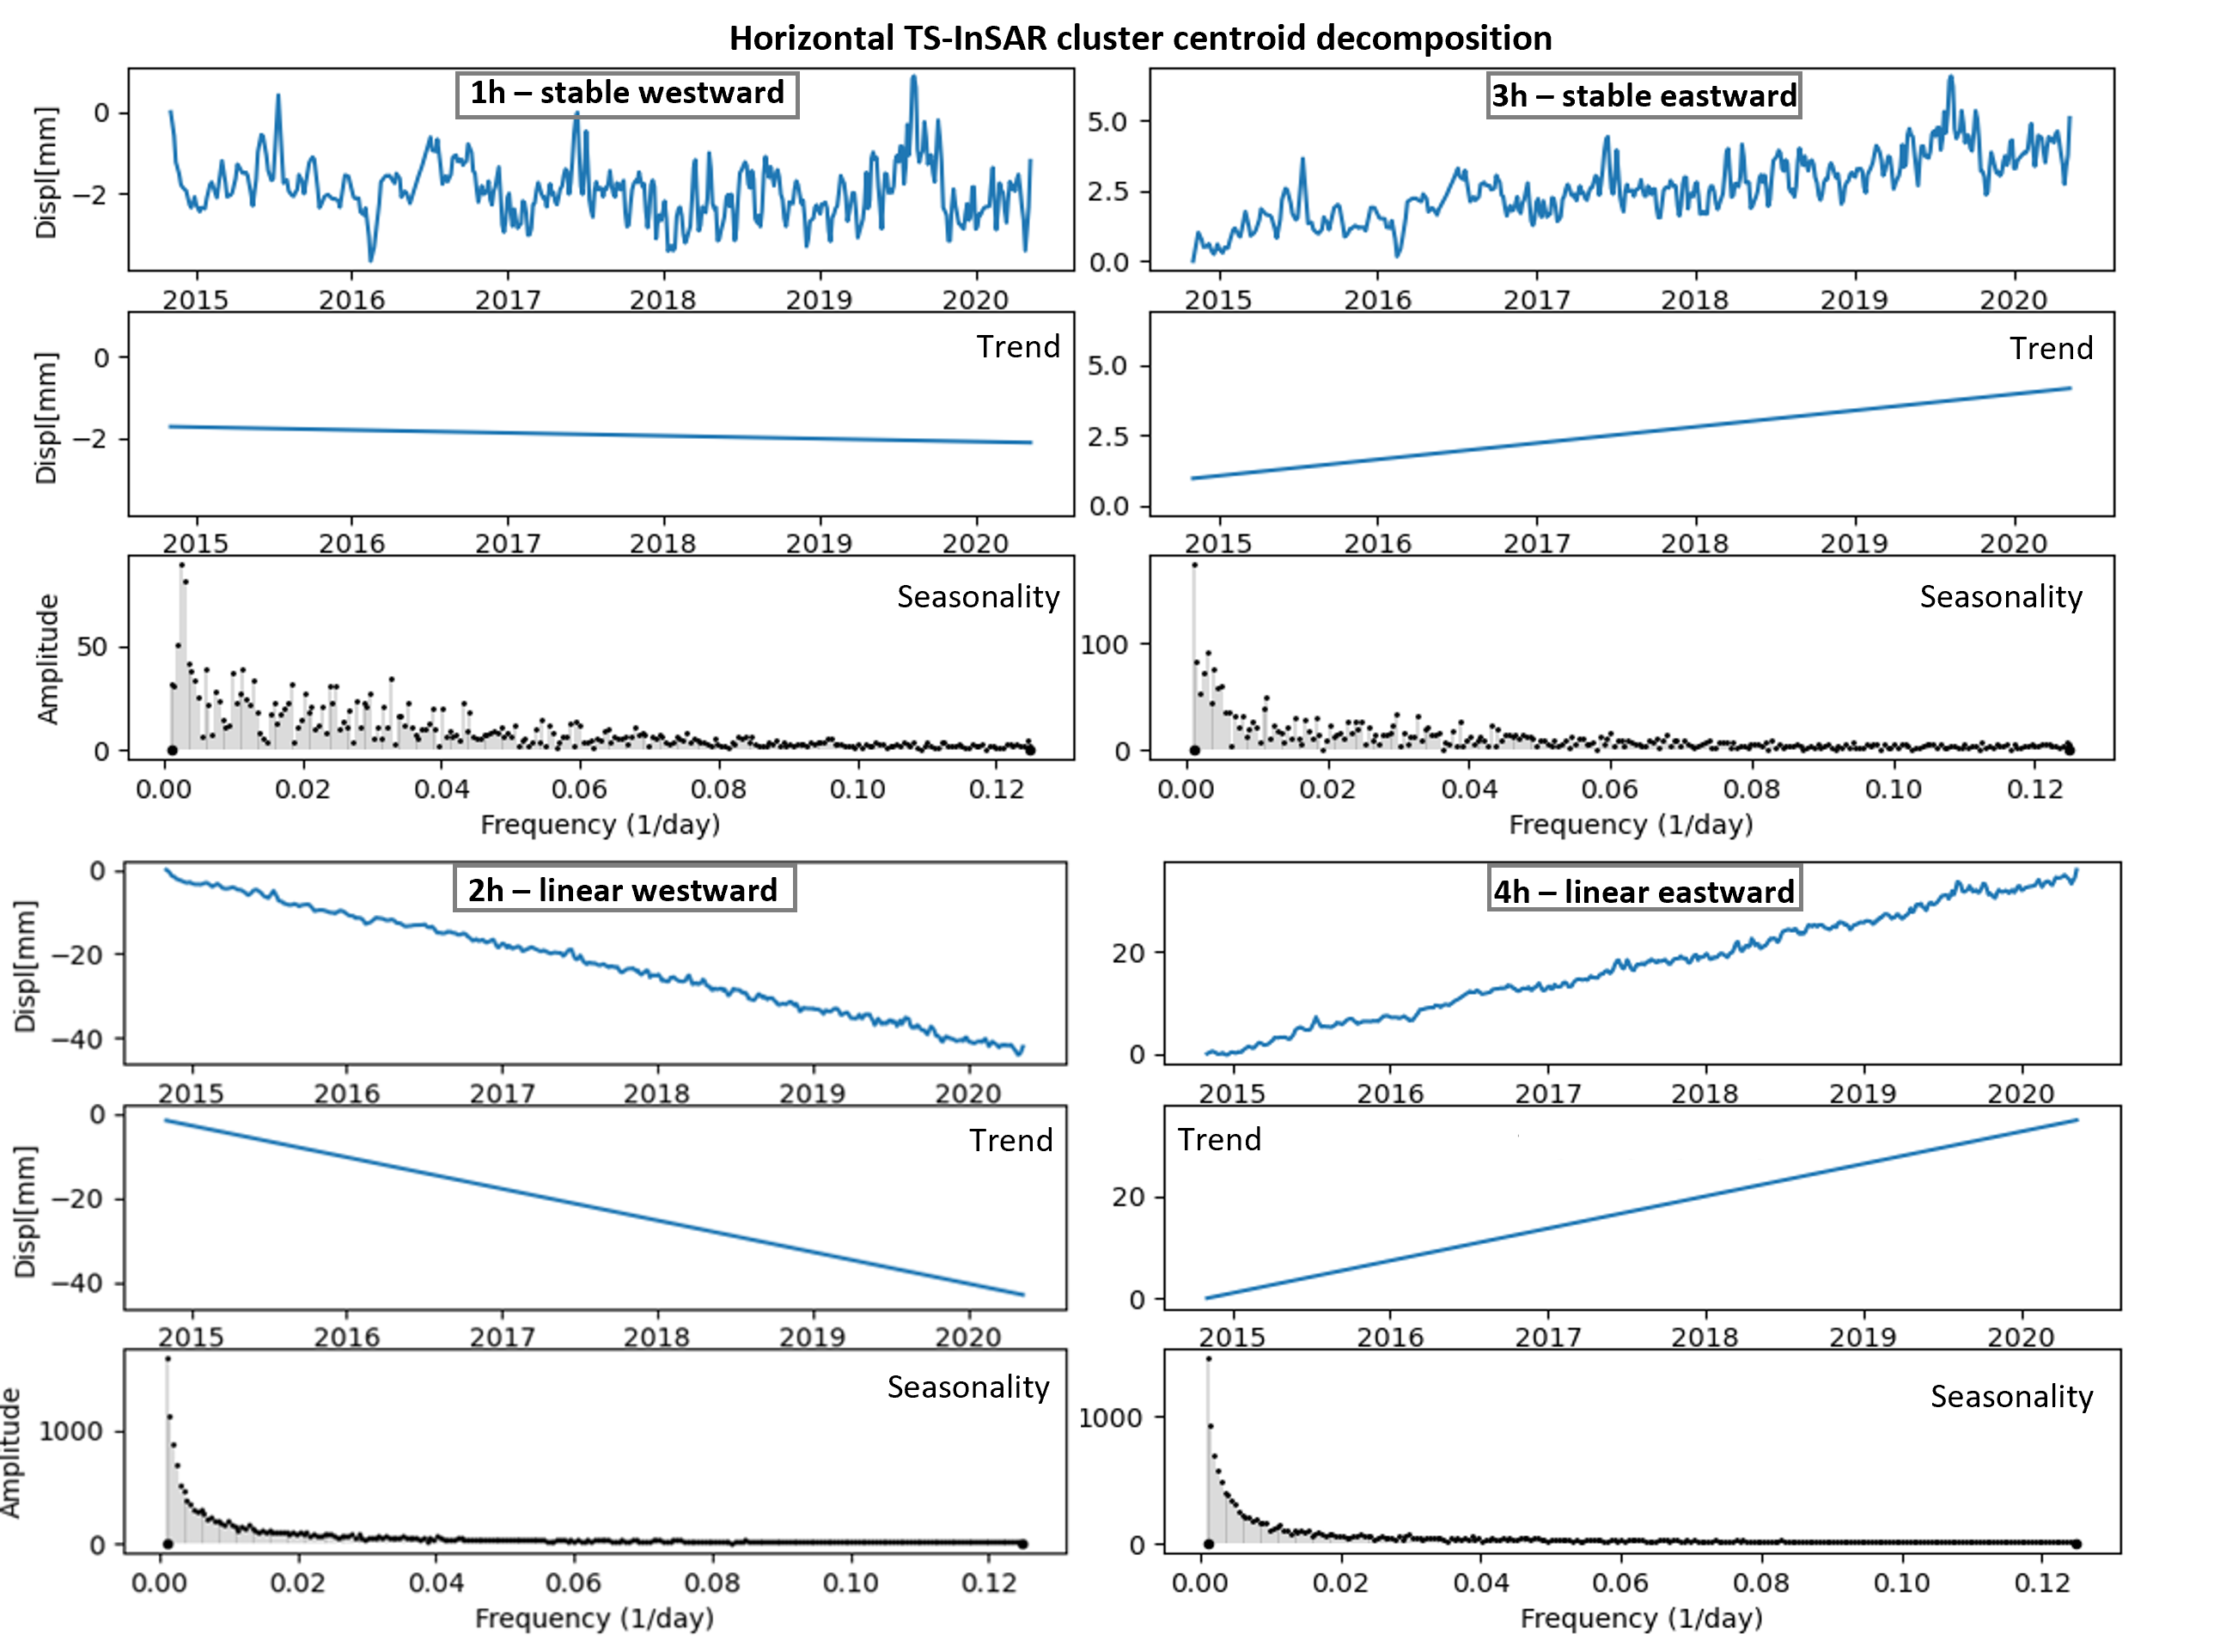 Horizontal TS-InSAR cluster centroid decomposition
1h – stable westward
Displ[mm]
0
−2
2015 2016 2017 2018 2019 2020
3h – stable eastward
5.0
2.5
0.0
2015 2016 2017 2018 2019 2020
Trend
Displ[mm]
0
−2
2015 2016 2017 2018 2019 2020
Trend
5.0
2.5
0.0
2015 2016 2017 2018 2019 2020
Seasonality
Amplitude
50
0
0.00 0.02 0.04 0.06 0.08 0.10 0.12
Frequency (1/day)
Seasonality
100
0
0.00 0.02 0.04 0.06 0.08 0.10 0.12
Frequency (1/day)
2h – linear westward
Displ[mm]
0
−20
−40
2015 2016 2017 2018 2019 2020
4h – linear eastward
20
0
2015 2016 2017 2018 2019 2020
Trend
Displ[mm]
0
−20
−40
2015 2016 2017 2018 2019 2020
Trend
20
0
2015 2016 2017 2018 2019 2020
Seasonality
Amplitude
1000
0
0.00 0.02 0.04 0.06 0.08 0.10 0.12
Frequency (1/day)
Seasonality
1000
0
0.00 0.02 0.04 0.06 0.08 0.10 0.12
Frequency (1/day)